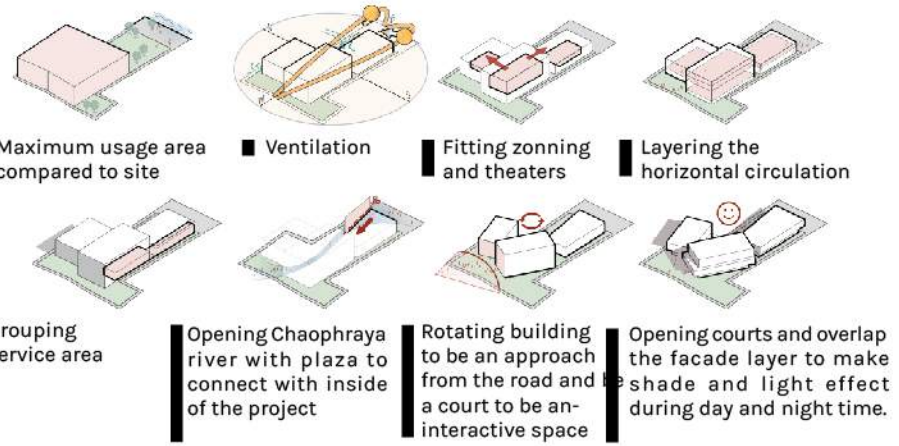 Maximum usage area
compared to site
Ventilation
Fitting zonning
and theaters
Layering the
horizontal circulation
rouping
ervice area
Opening Chaophraya
river with plaza to
connect with inside
of the project
Rotating building
to be an approach
from the road and be
a court to be an-
interactive space
Opening courts and overlap
the facade layer to make
shade and light effect
during day and night time.